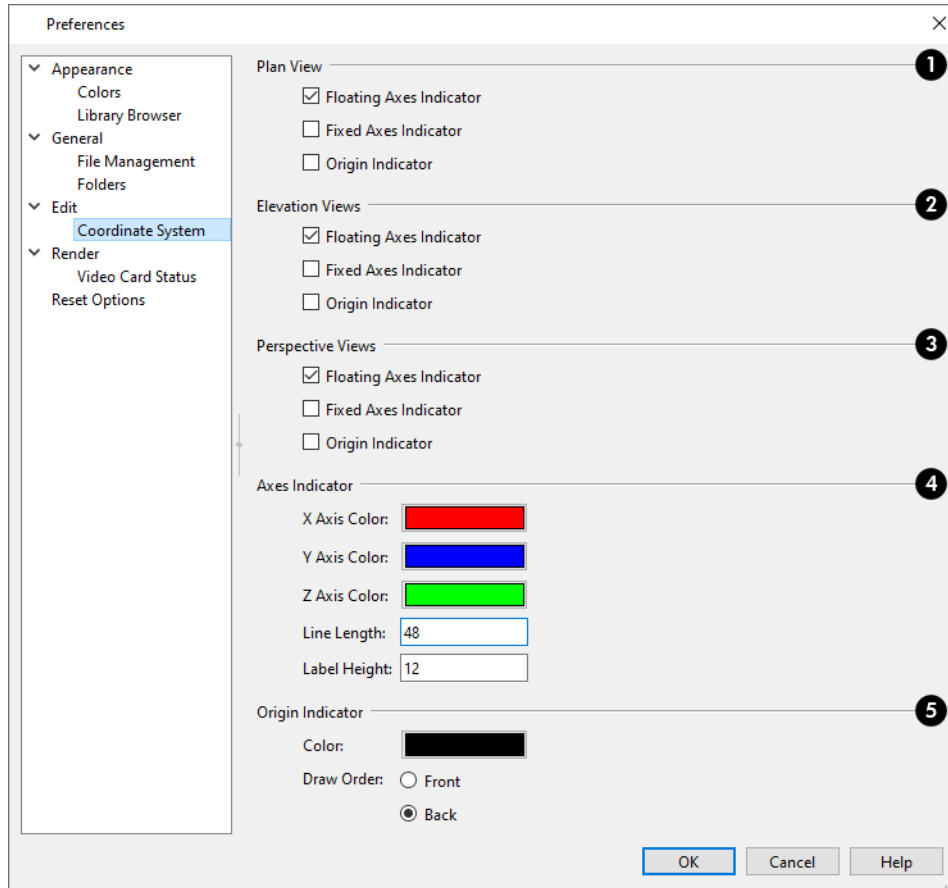 Preferences
Appearance
Colors
Library Browser
General
File Management
Folders
Edit
Coordinate System
Render
Video Card Status
Reset Options
Plan View 1
Floating Axes Indicator
Fixed Axes Indicator
Origin Indicator
Elevation Views 2
Floating Axes Indicator
Fixed Axes Indicator
Origin Indicator
Perspective Views 3
Floating Axes Indicator
Fixed Axes Indicator
Origin Indicator
Axes Indicator 4
X Axis Color:
Y Axis Color:
Z Axis Color:
Line Length: 48
Label Height: 12
Origin Indicator 5
Color:
Draw Order: Front
Back
OK Cancel Help